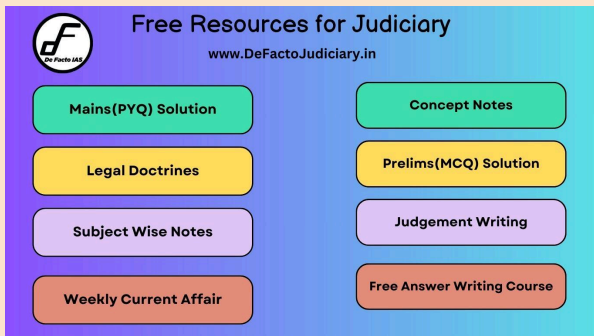 Free Resources for Judiciary
De Facto IAS
www.DeFactoJudiciary.in
Mains(PYQ) Solution
Concept Notes
Legal Doctrines
Prelims(MCQ) Solution
Subject Wise Notes
Judgement Writing
Weekly Current Affair
Free Answer Writing Course